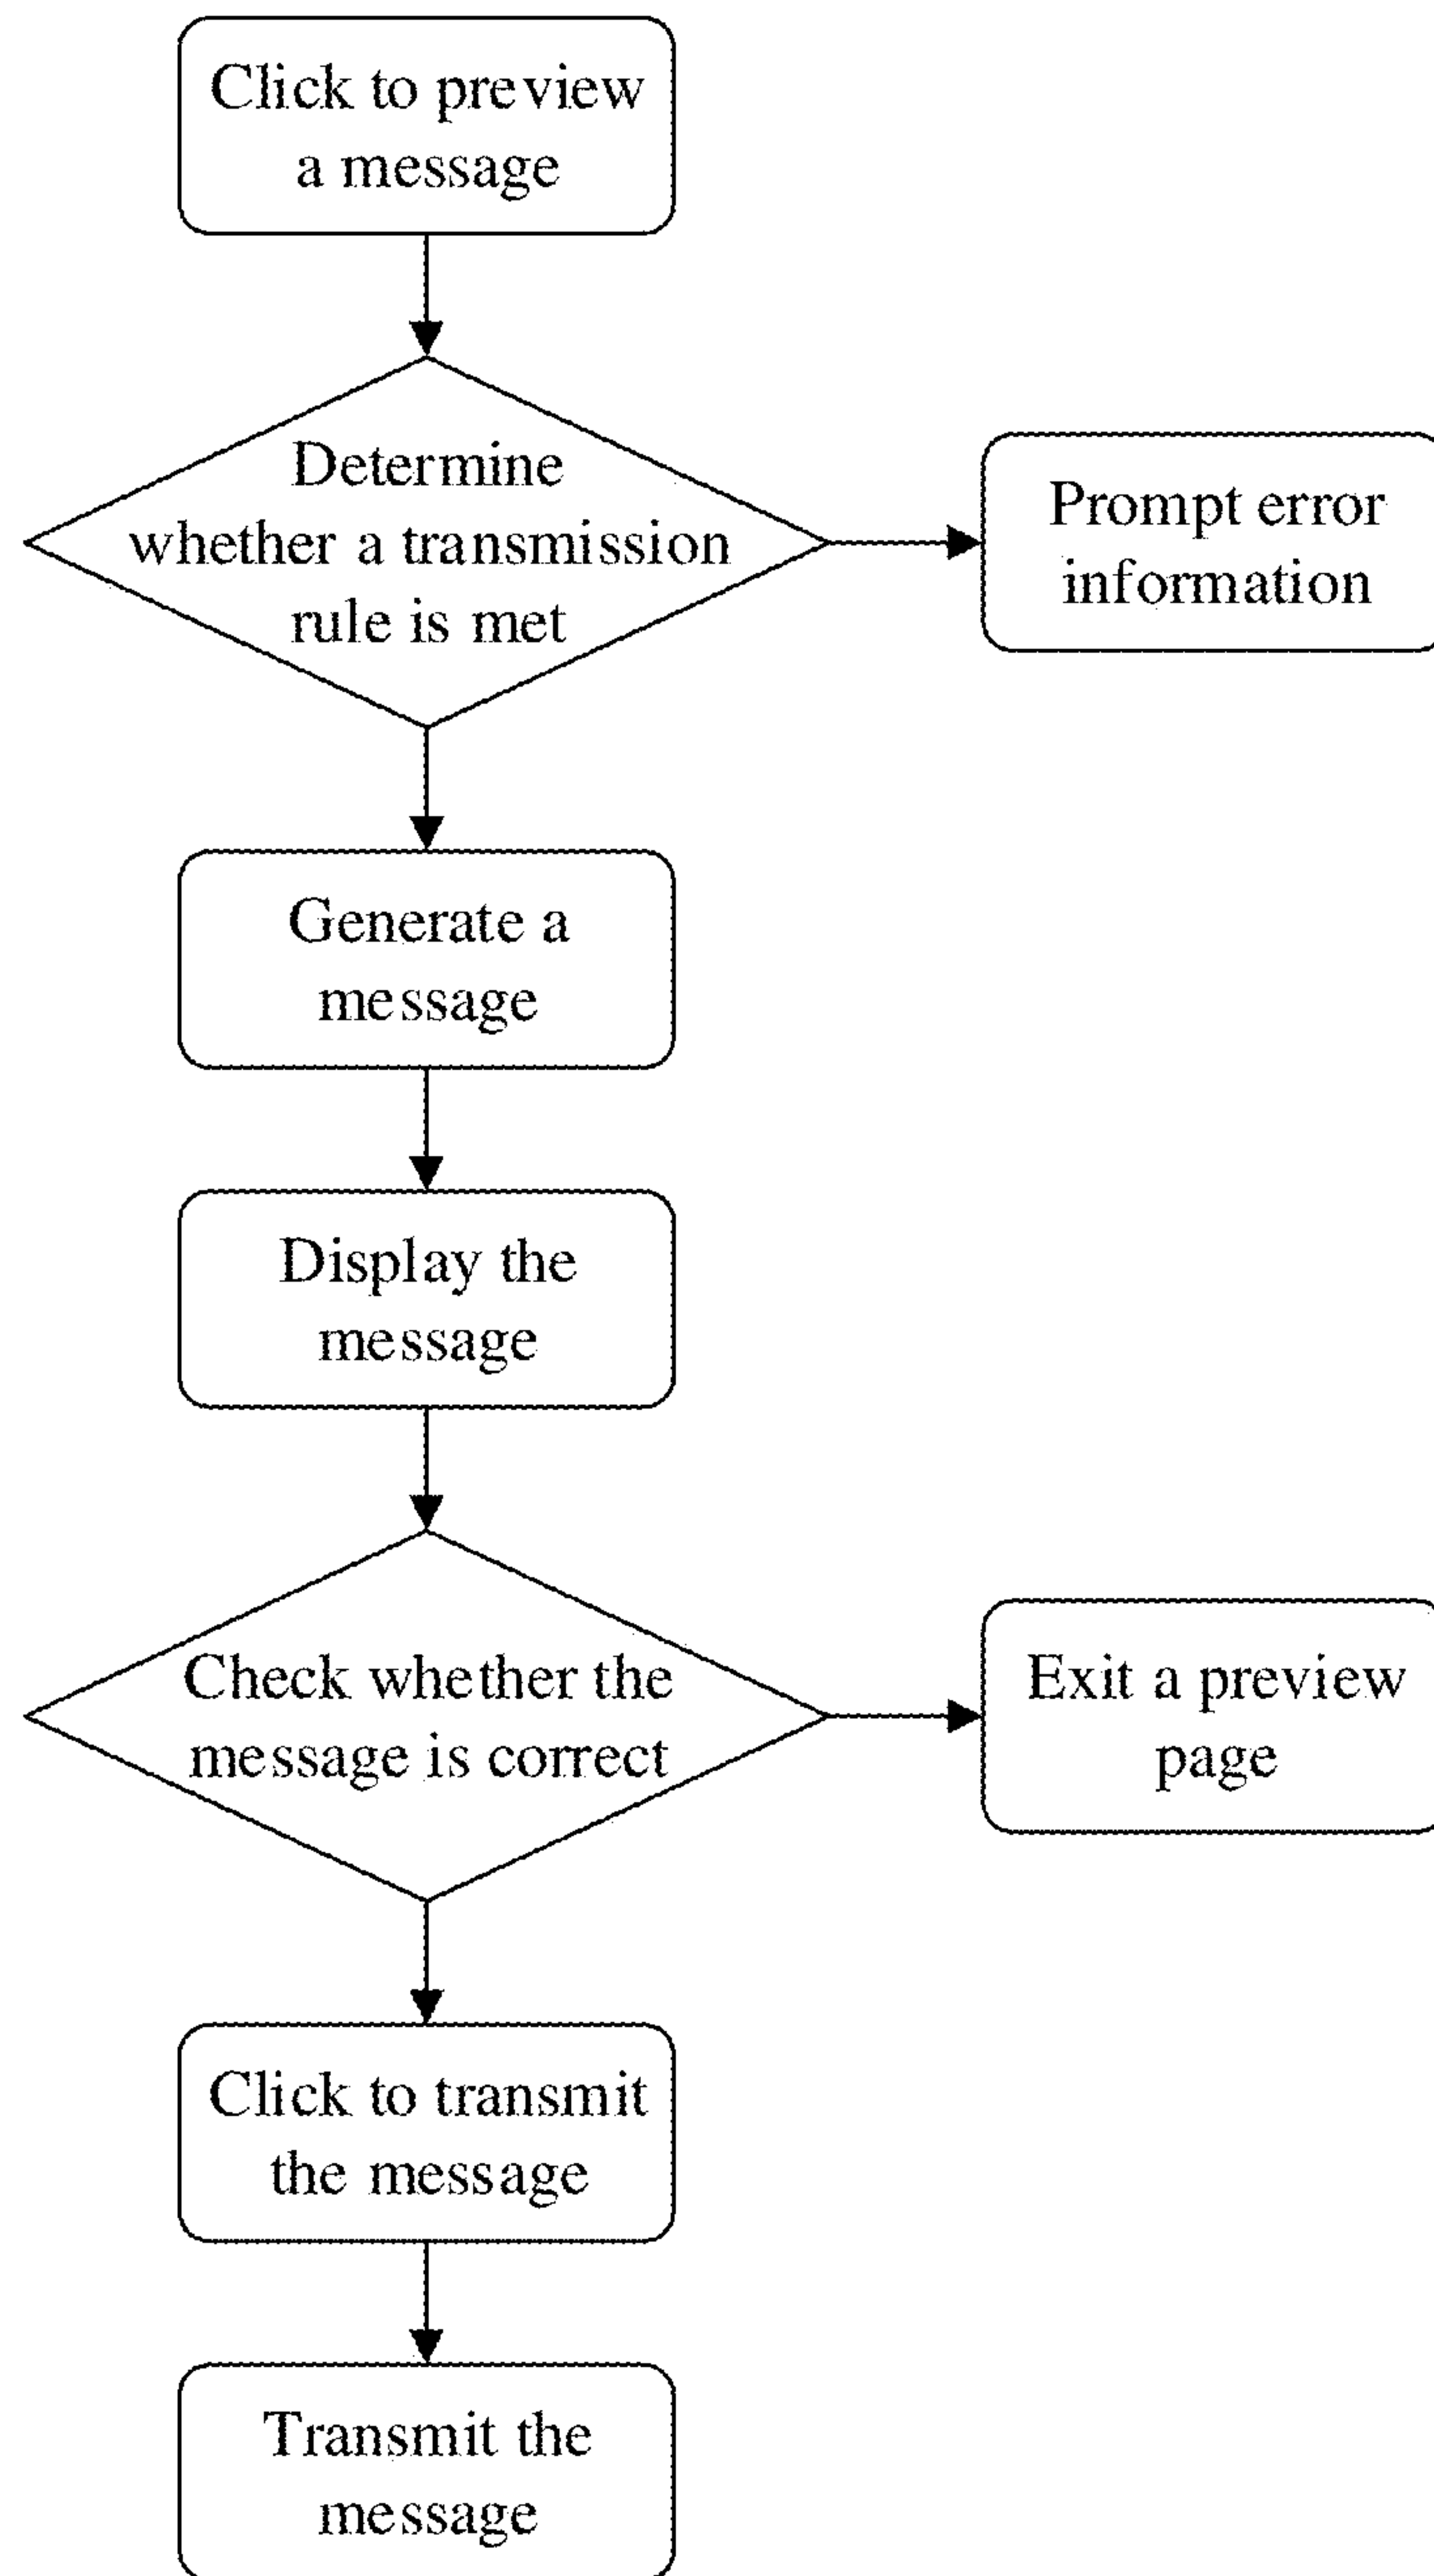 Click to preview
a message
Determine
whether a transmission
rule is met
Prompt error
information
Generate a
message
Display the
message
Check whether the
message is correct
Exit a preview
page
Click to transmit
the message
Transmit the
message